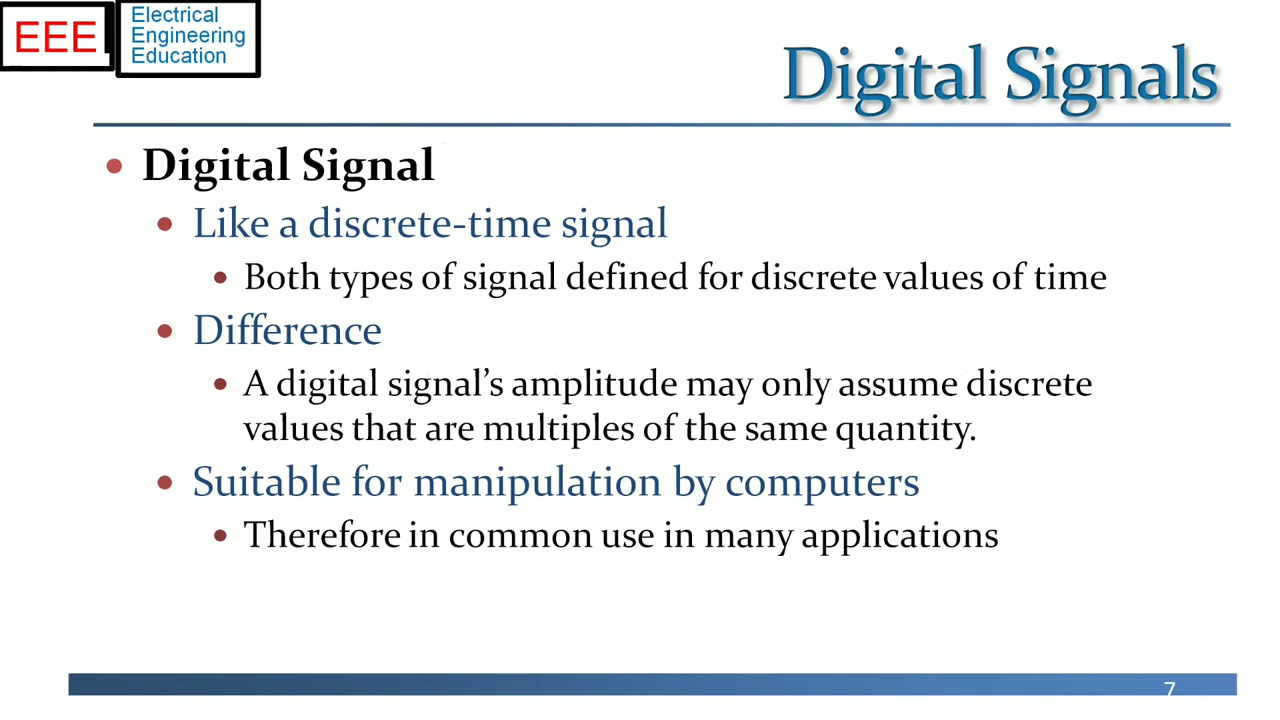 EEE
Electrical
Engineering
Education
Digital Signals
• Digital Signal
• Like a discrete-time signal
• Both types of signal defined for discrete values of time
• Difference
• A digital signal’s amplitude may only assume discrete
values that are multiples of the same quantity.
• Suitable for manipulation by computers
• Therefore in common use in many applications
7